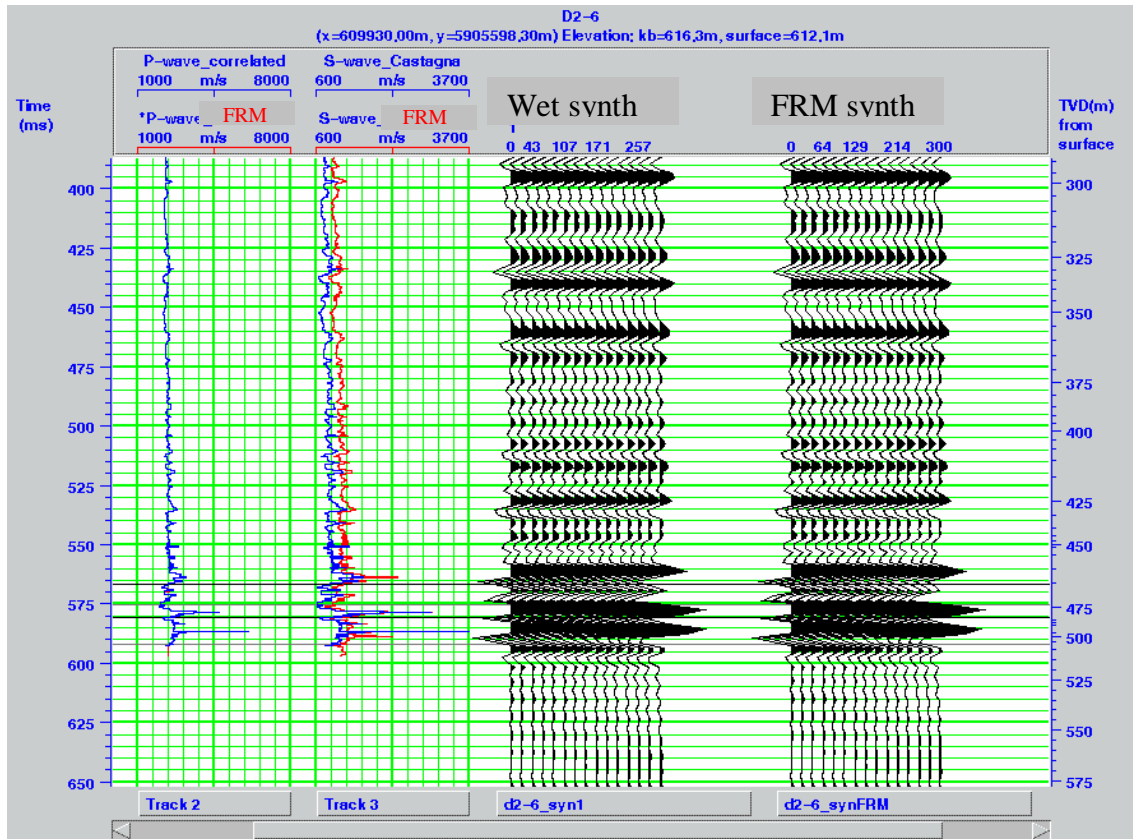 D2-6
(x=609930.00m, y=5905598.30m) Elevation: kb=616.3m, surface=612.1m
P-wave_correlated
1000 m/s 8000
*P-wave_ FRM
1000 m/s 8000
S-wave_Castagna
600 m/s 3700
S-wave_ FRM
600 m/s 3700
Wet synth
0 43 107 171 257
FRM synth
0 64 129 214 300
Time
(ms)
TVD(m)
from
surface
400
425
450
475
500
525
550
575
600
625
650
300
325
350
375
400
425
450
475
500
525
550
575
Track 2
Track 3
d2-6_syn1
d2-6_synFRM